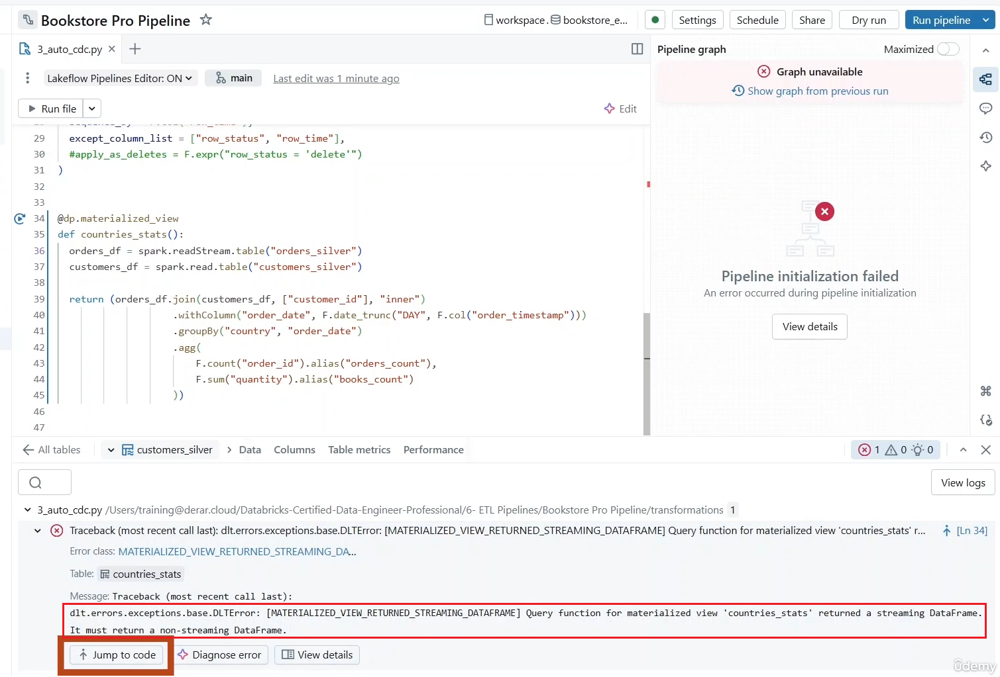 Bookstore Pro Pipeline
workspace. bookstore_e...
Settings
Schedule
Share
Dry run
Run pipeline
3_auto_cdc.py
Pipeline graph
Maximized
Lakeflow Pipelines Editor: ON
main
Last edit was 1 minute ago
Graph unavailable
Show graph from previous run
Run file
Edit
29 except_column_list = ["row_status", "row_time"],
30 #apply_as_deletes = F.expr("row_status = 'delete'")
31 )
32
33
34 @dp.materialized_view
35 def countries_stats():
36 orders_df = spark.readStream.table("orders_silver")
37 customers_df = spark.read.table("customers_silver")
38
39 return (orders_df.join(customers_df, ["customer_id"], "inner")
40 .withColumn("order_date", F.date_trunc("DAY", F.col("order_timestamp")))
41 .groupBy("country", "order_date")
42 .agg(
43 F.count("order_id").alias("orders_count"),
44 F.sum("quantity").alias("books_count")
45 ))
46
47
Pipeline initialization failed
An error occurred during pipeline initialization
View details
All tables
customers_silver
Data
Columns
Table metrics
Performance
1 0 0
View logs
3_auto_cdc.py /Users/training@derar.cloud/Databricks-Certified-Data-Engineer-Professional/6- ETL Pipelines/Bookstore Pro Pipeline/transformations 1
Traceback (most recent call last): dlt.errors.exceptions.base.DLTError: [MATERIALIZED_VIEW_RETURNED_STREAMING_DATAFRAME] Query function for materialized view 'countries_stats' r... [Ln 34]
Error class: MATERIALIZED_VIEW_RETURNED_STREAMING_DA...
Table: countries_stats
Message: Traceback (most recent call last):
dlt.errors.exceptions.base.DLTError: [MATERIALIZED_VIEW_RETURNED_STREAMING_DATAFRAME] Query function for materialized view 'countries_stats' returned a streaming DataFrame.
It must return a non-streaming DataFrame.
Jump to code
Diagnose error
View details
ûdemy